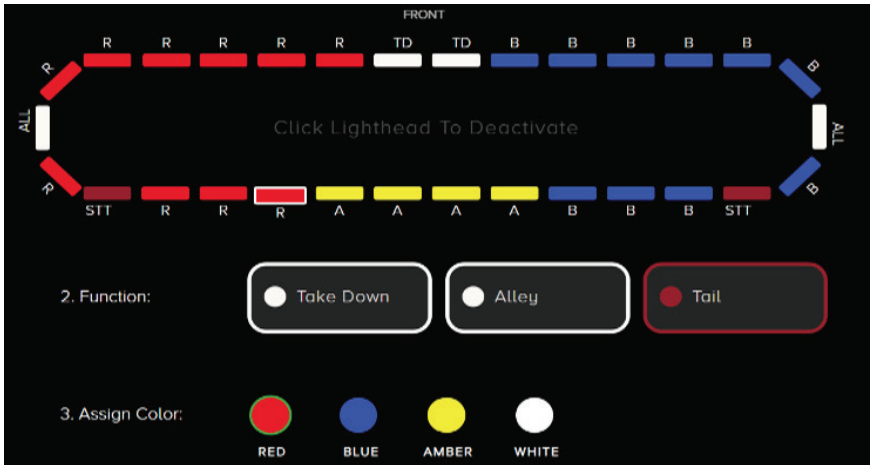 FRONT
R R R R R TD TD B B B B B
R B
ALL ALL
Click Lighthead To Deactivate
R B
STT R R R A A A A B B B STT
2. Function: Take Down Alley Tail
3. Assign Color:
RED BLUE AMBER WHITE